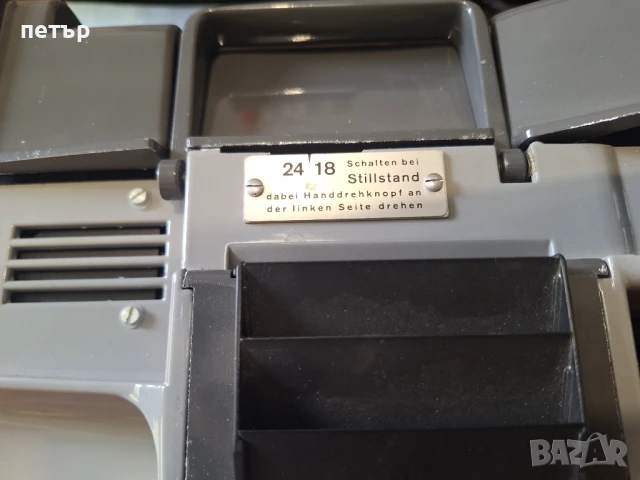 петър
24 18 Schalten bei
Stillstand
dabei Handdrehknopf an
der linken Seite drehen
BAZAR